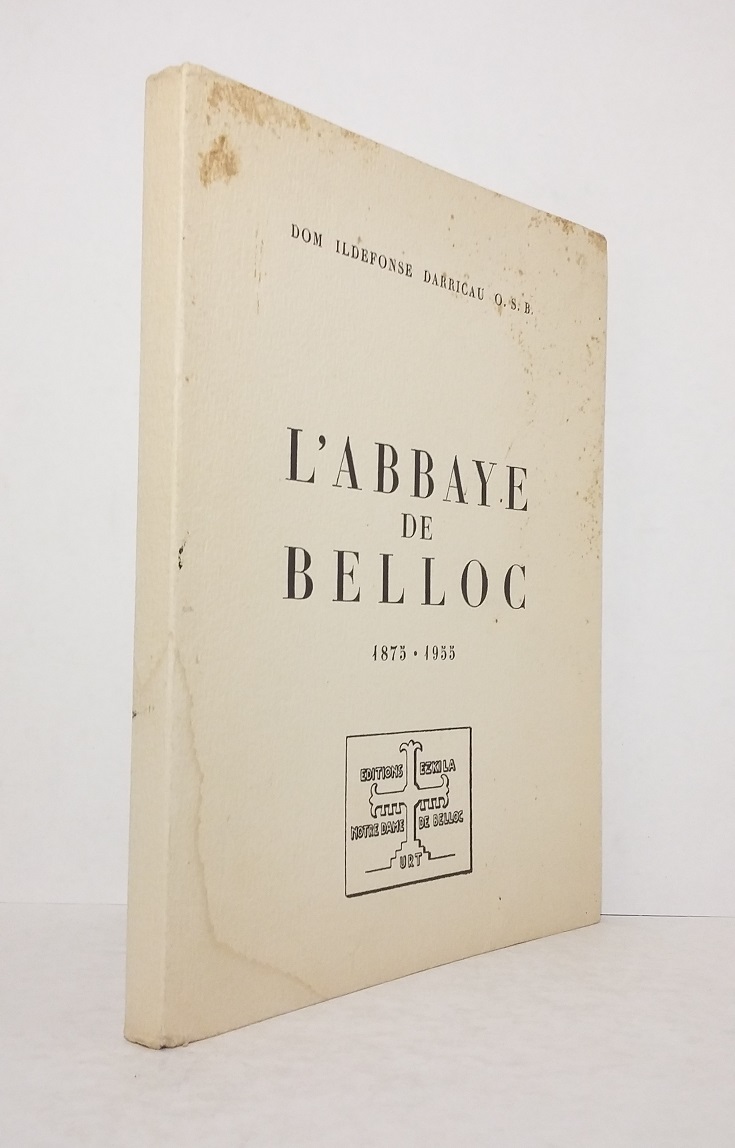 DOM ILDEFONSE DARRICAU O.S.B.
L'ABBAYE
DE
BELLOC
1875 • 1955
EDITIONS EZKILA
NOTRE DAME DE BELLOC
URT